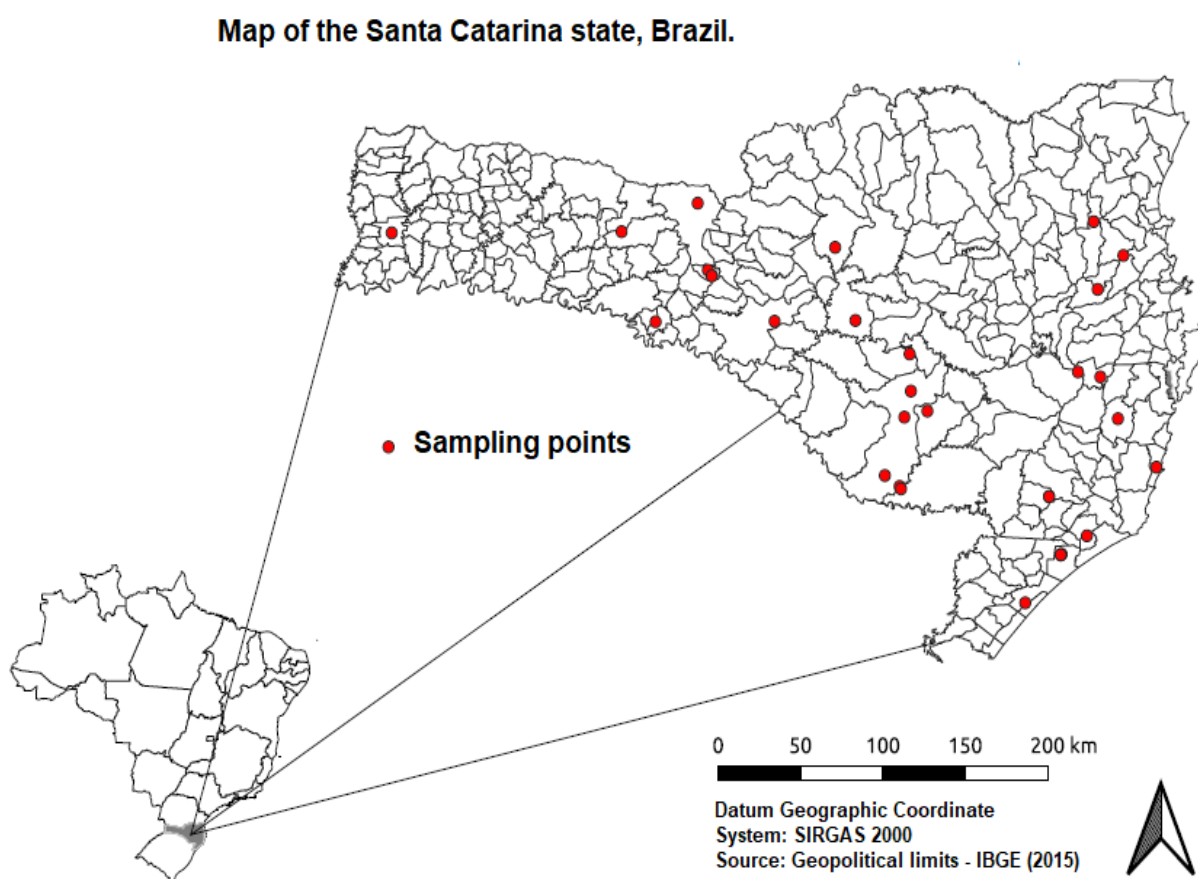 Map of the Santa Catarina state, Brazil.
Sampling points
0 50 100 150 200 km
Datum Geographic Coordinate
System: SIRGAS 2000
Source: Geopolitical limits - IBGE (2015)